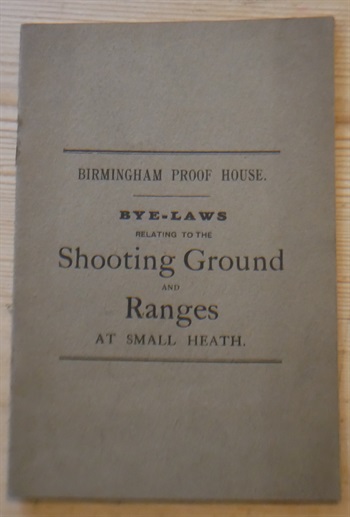 BIRMINGHAM PROOF HOUSE.
BYE-LAWS
RELATING TO THE
Shooting Ground
AND
Ranges
AT SMALL HEATH.